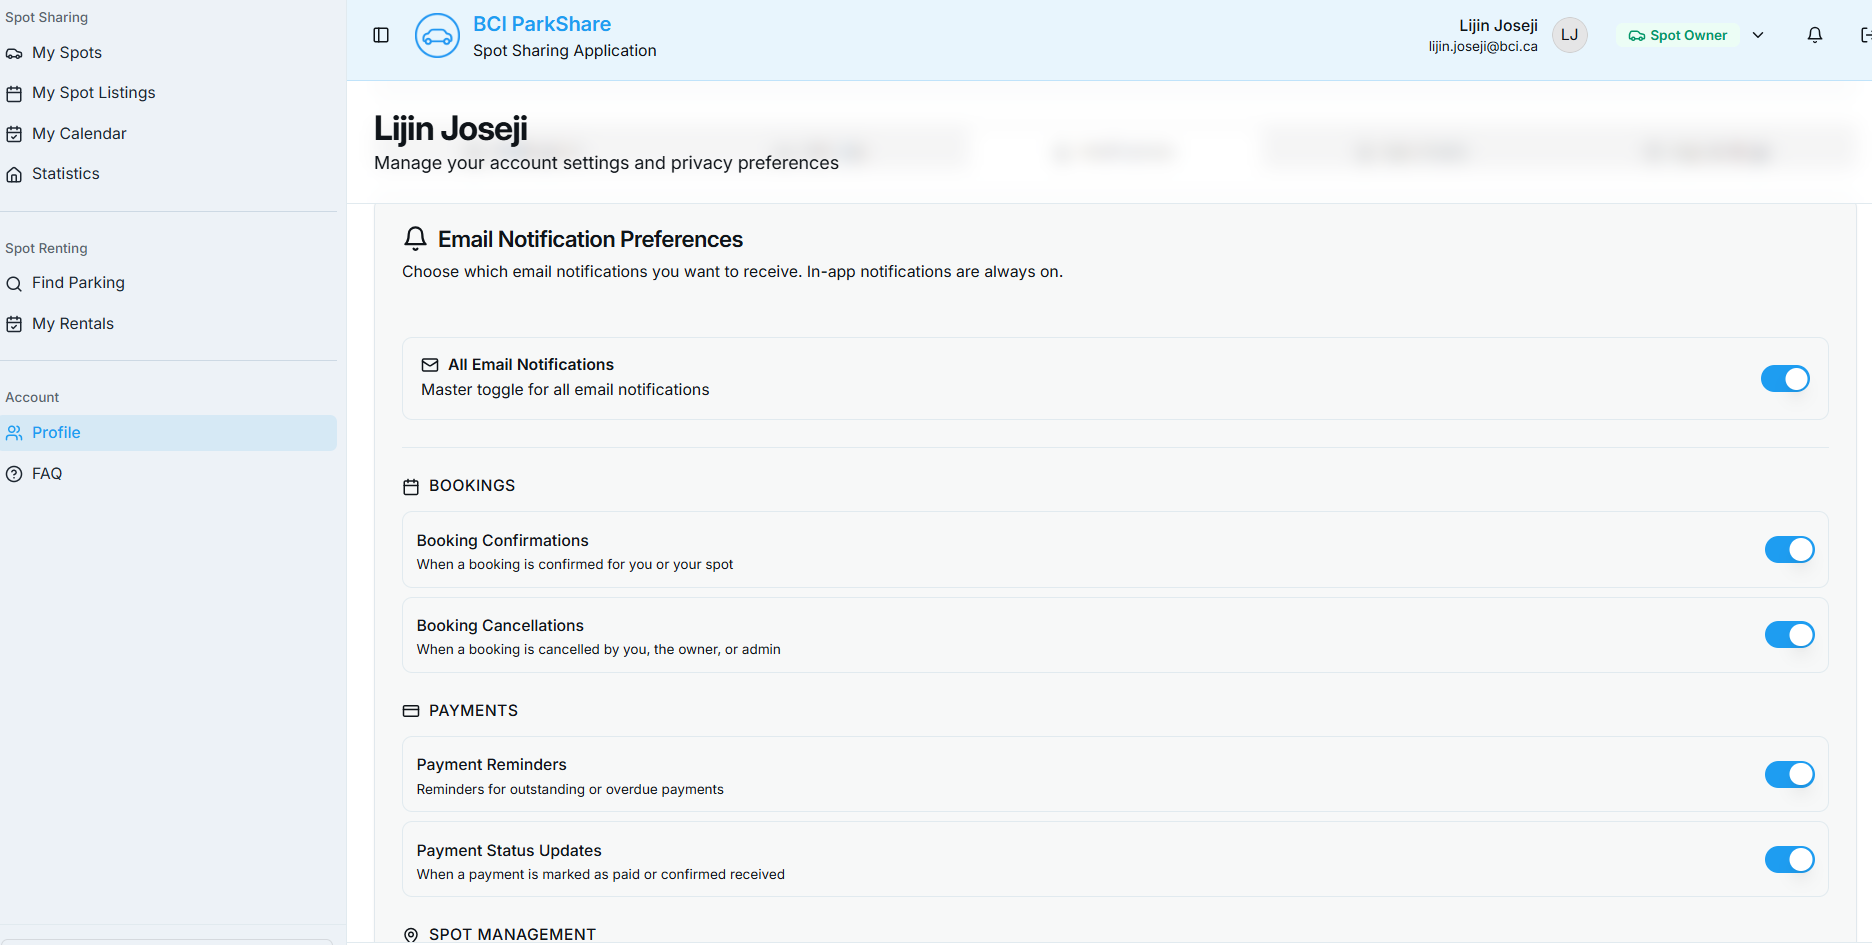 Spot Sharing
My Spots
My Spot Listings
My Calendar
Statistics
Spot Renting
Find Parking
My Rentals
Account
Profile
FAQ
BCI ParkShare
Spot Sharing Application
Lijin Joseji
lijin.joseji@bci.ca
LJ
Spot Owner
Lijin Joseji
Manage your account settings and privacy preferences
Email Notification Preferences
Choose which email notifications you want to receive. In-app notifications are always on.
All Email Notifications
Master toggle for all email notifications
BOOKINGS
Booking Confirmations
When a booking is confirmed for you or your spot
Booking Cancellations
When a booking is cancelled by you, the owner, or admin
PAYMENTS
Payment Reminders
Reminders for outstanding or overdue payments
Payment Status Updates
When a payment is marked as paid or confirmed received
SPOT MANAGEMENT